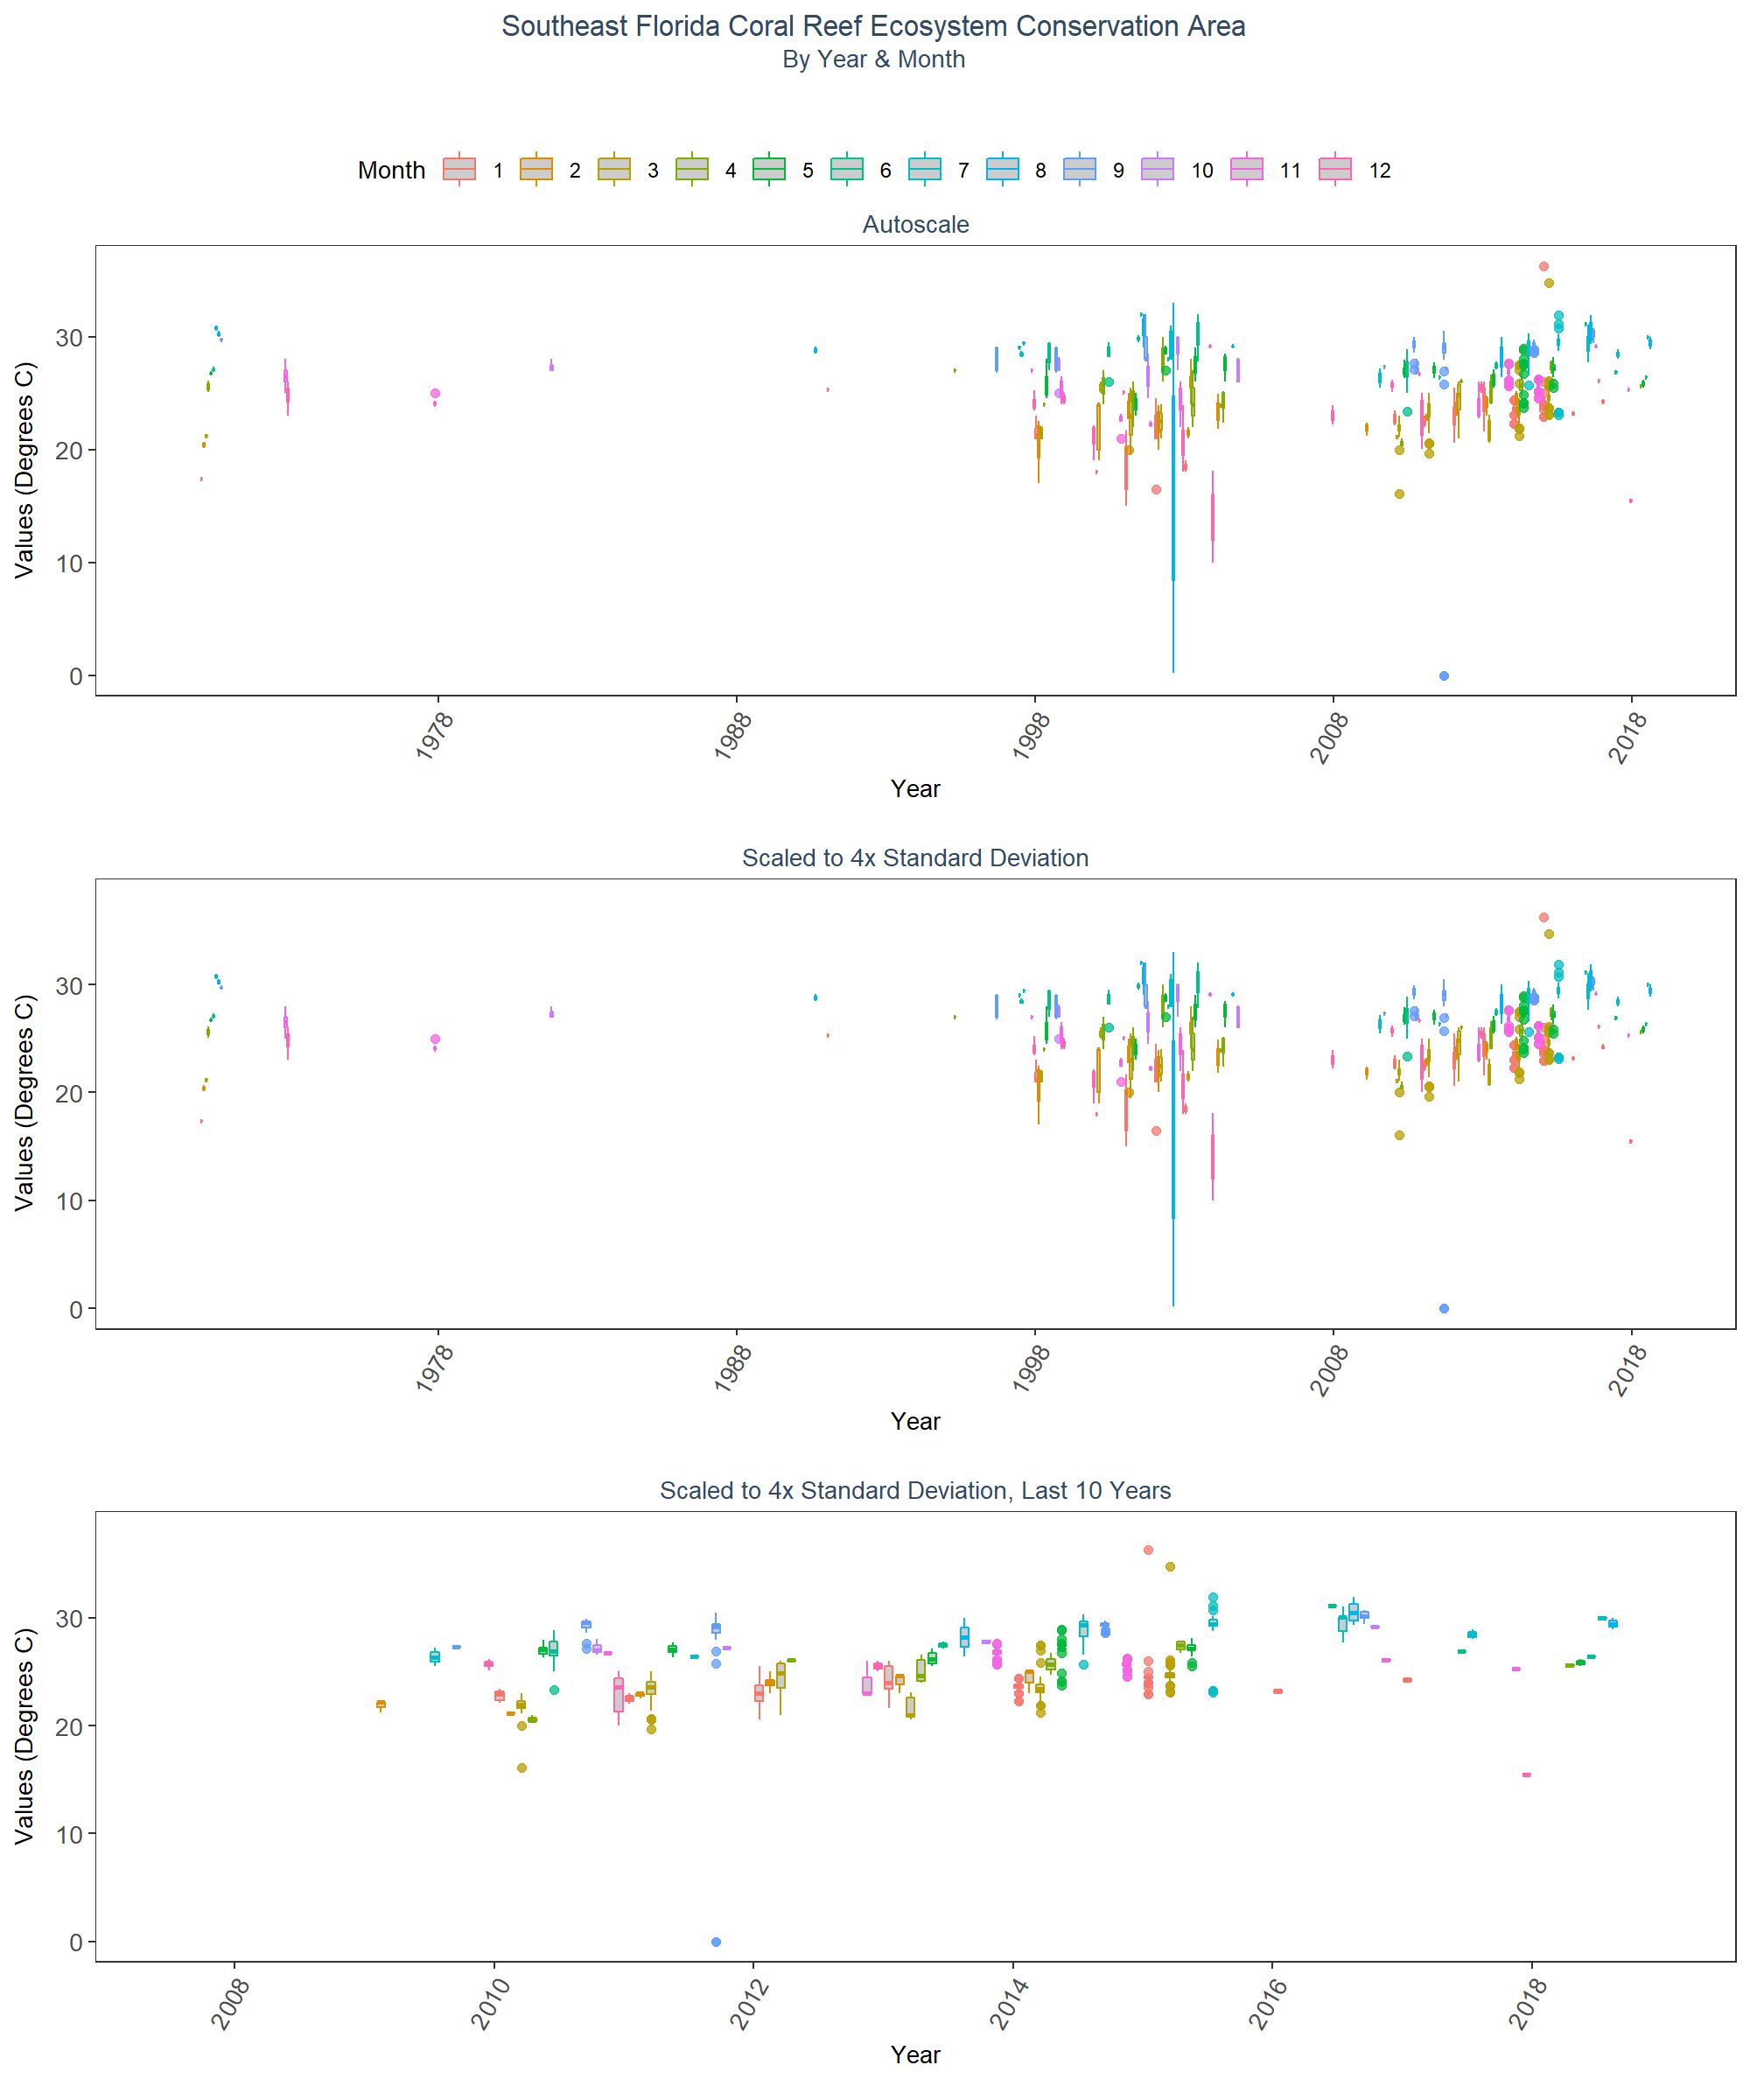 Southeast Florida Coral Reef Ecosystem Conservation Area
By Year & Month
Month 1 2 3 4 5 6 7 8 9 10 11 12
Autoscale
Values (Degrees C)
30
20
10
0
1978 1988 1998 2008 2018
Year
Scaled to 4x Standard Deviation
Values (Degrees C)
30
20
10
0
1978 1988 1998 2008 2018
Year
Scaled to 4x Standard Deviation, Last 10 Years
Values (Degrees C)
30
20
10
0
2008 2010 2012 2014 2016 2018
Year